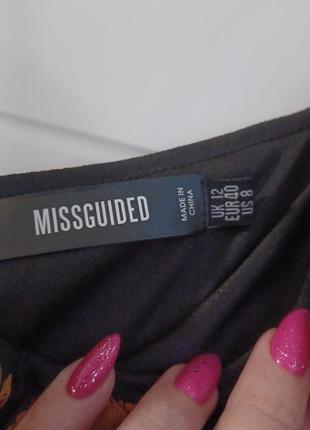 MISSGUIDED
MADE IN
CHINA
UK 12
EUR 40
US 8